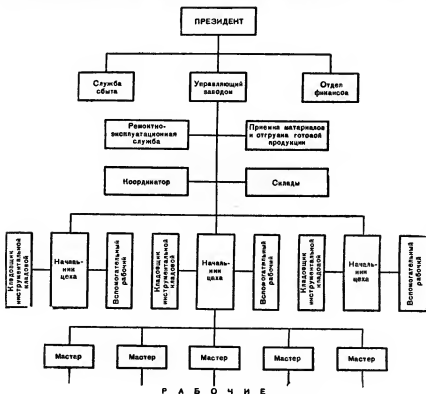 ПРЕЗИДЕНТ
Служба
сбыта
Управляющий
заводом
Отдел
финансов
Ремонтно-
эксплуатационная
служба
Приемка материалов
и отгрузка готовой
продукции
Координатор
Склады
Кладовщик
инструментальной
кладовой
Началь-
ник
цеха
Вспомогательный
рабочий
Кладовщик
инструментальной
кладовой
Началь-
ник
цеха
Вспомогательный
рабочий
Кладовщик
инструментальной
кладовой
Началь-
ник
цеха
Вспомогательный
рабочий
Мастер
Мастер
Мастер
Мастер
Мастер
РАБОЧИЕ